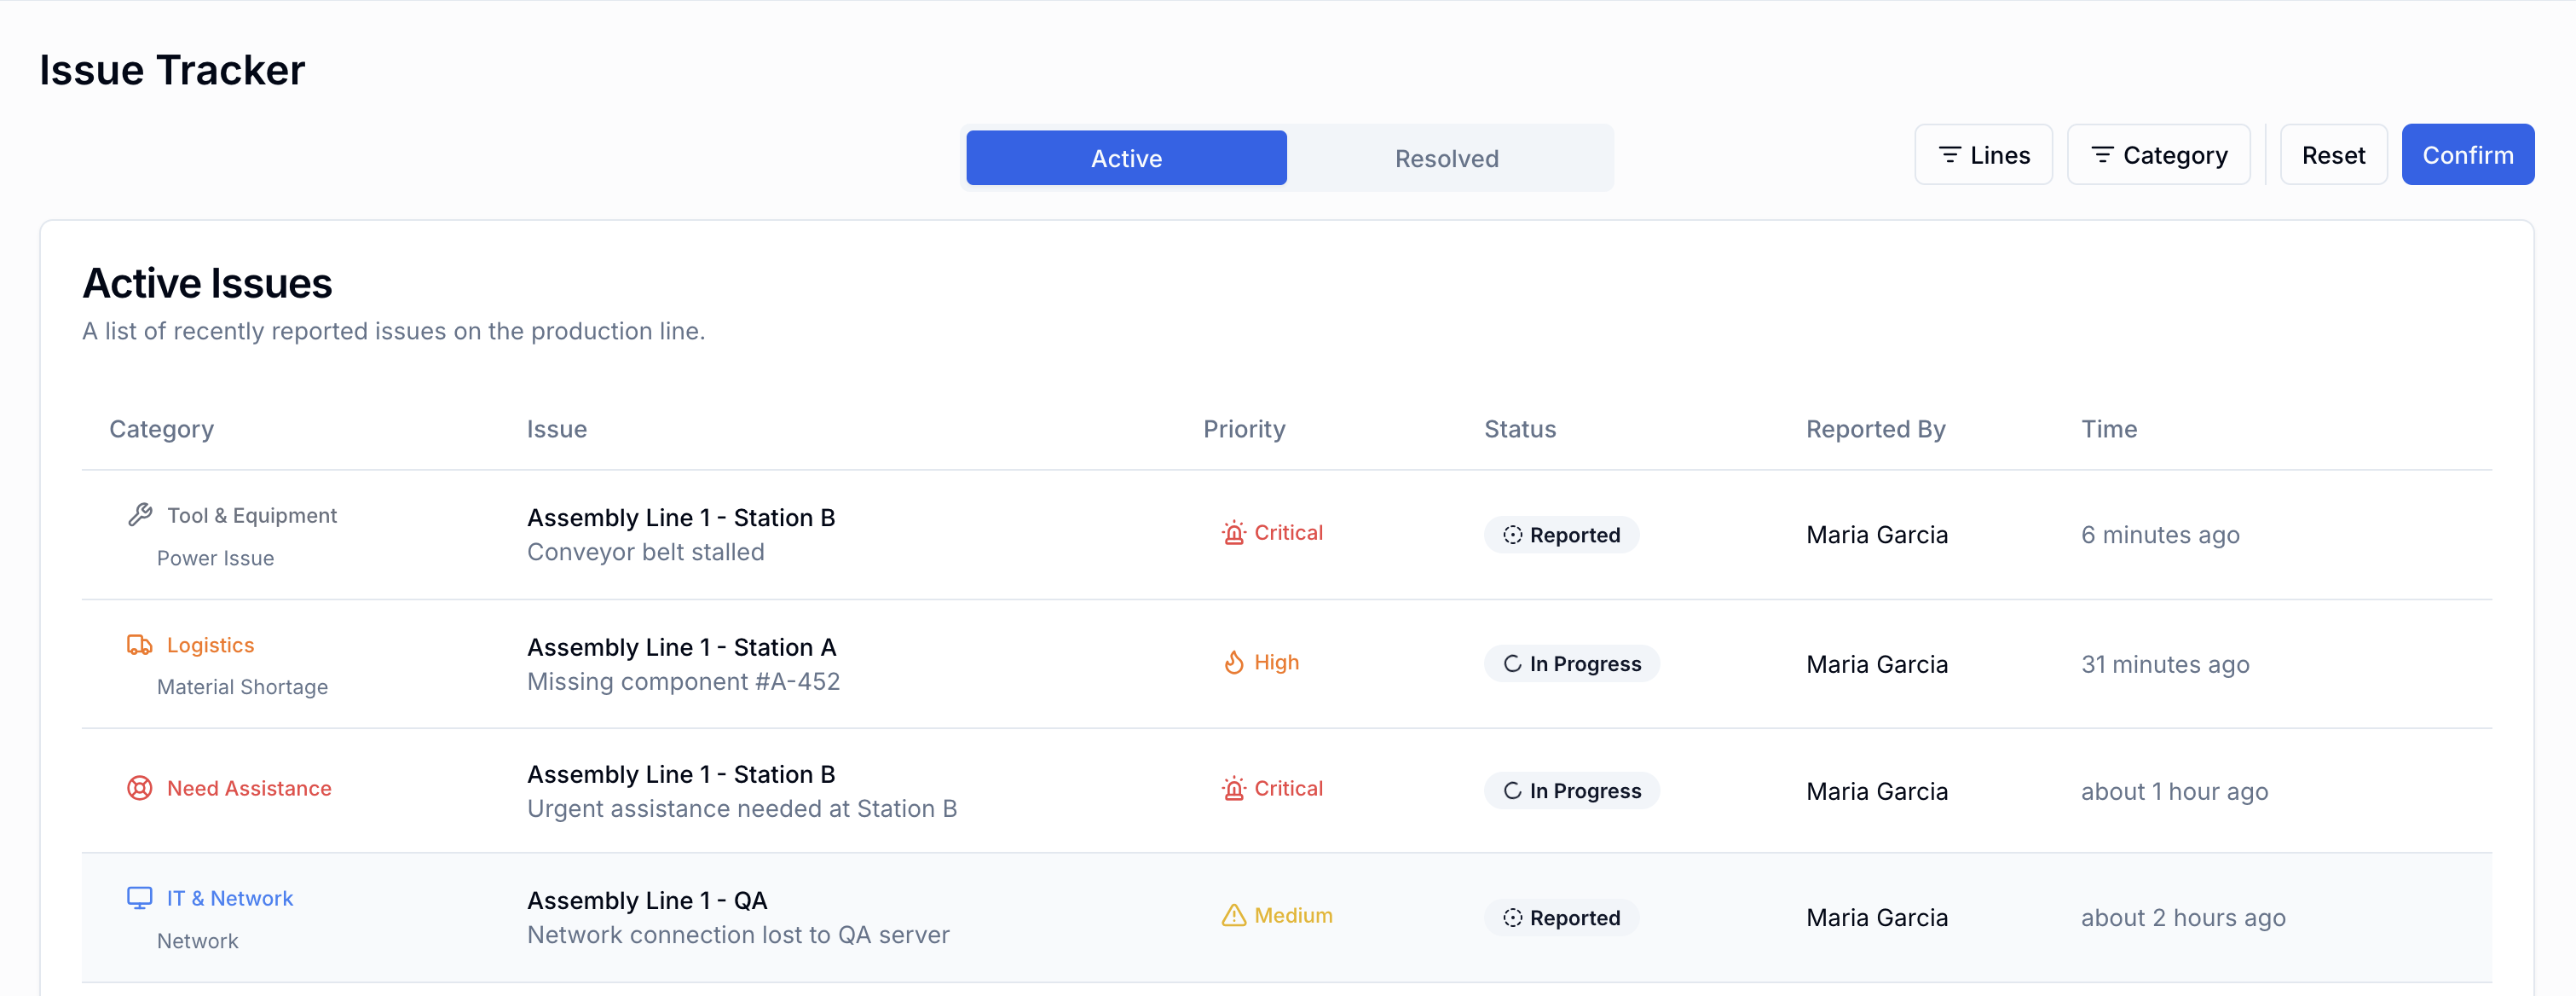 Issue Tracker
Active Resolved Lines Category Reset Confirm
Active Issues
A list of recently reported issues on the production line.
Category Issue Priority Status Reported By Time
Tool & Equipment
Power Issue
Assembly Line 1 - Station B
Conveyor belt stalled
Critical
Reported
Maria Garcia
6 minutes ago
Logistics
Material Shortage
Assembly Line 1 - Station A
Missing component #A-452
High
In Progress
Maria Garcia
31 minutes ago
Need Assistance
Assembly Line 1 - Station B
Urgent assistance needed at Station B
Critical
In Progress
Maria Garcia
about 1 hour ago
IT & Network
Network
Assembly Line 1 - QA
Network connection lost to QA server
Medium
Reported
Maria Garcia
about 2 hours ago